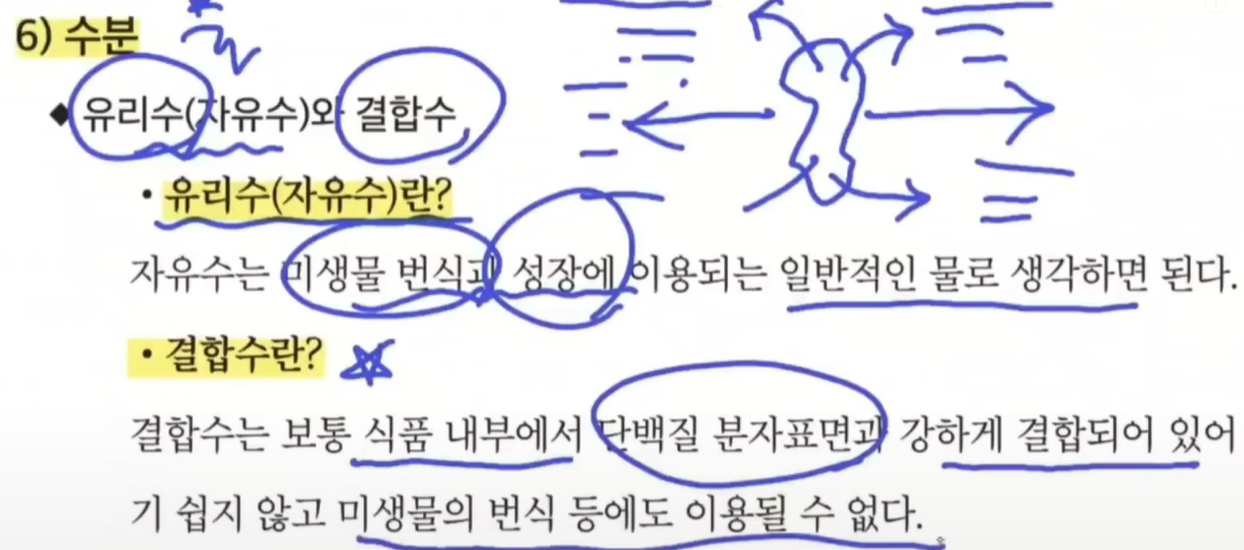 6) 수분
◆ 유리수(자유수)와 결합수
• 유리수(자유수)란?
자유수는 미생물 번식과 성장에 이용되는 일반적인 물로 생각하면 된다.
• 결합수란?
결합수는 보통 식품 내부에서 단백질 분자표면과 강하게 결합되어 있어
기 쉽지 않고 미생물의 번식 등에도 이용될 수 없다.